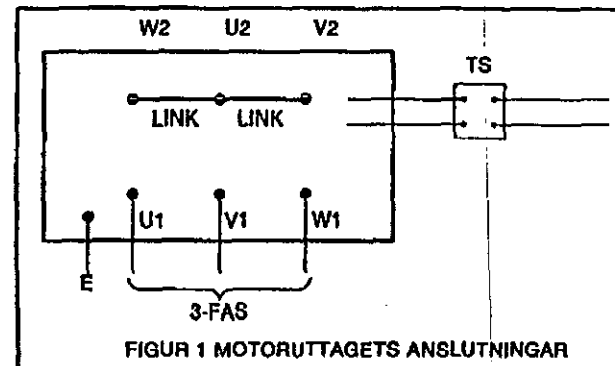 W2 U2 V2
TS
LINK LINK
U1 V1 W1
E
3-FAS
FIGUR 1 MOTORUTTAGETS ANSLUTNINGAR